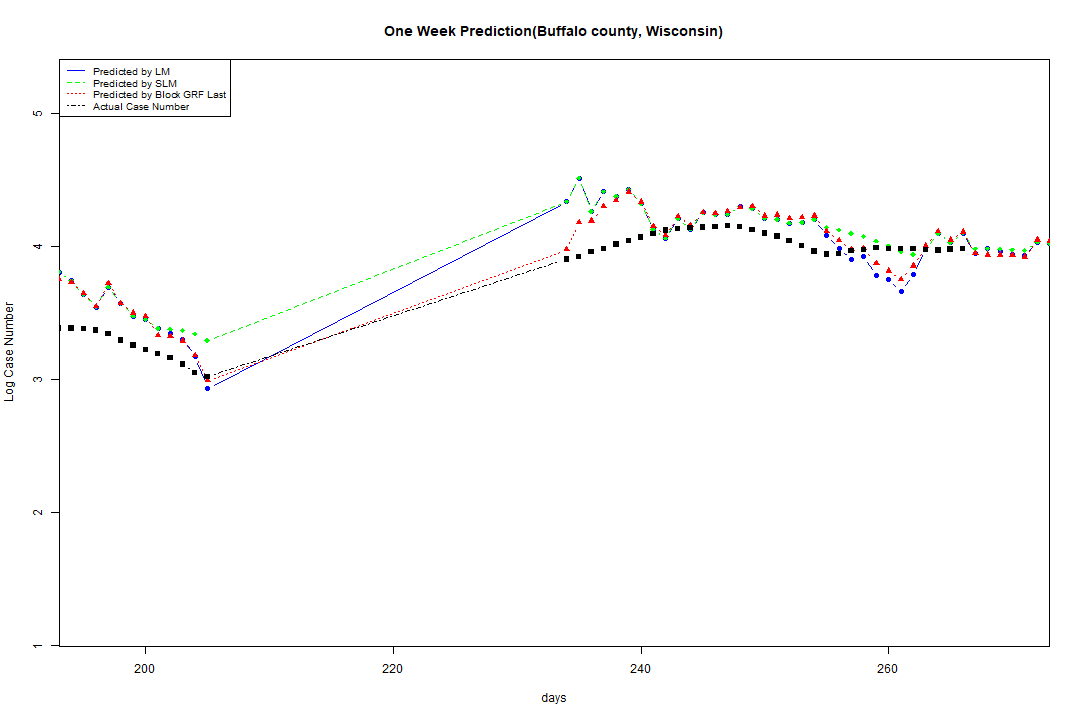 One Week Prediction(Buffalo county, Wisconsin)
Predicted by LM
Predicted by SLM
Predicted by Block GRF Last
Actual Case Number
5
4
3
2
1
Log Case Number
200 220 240 260
days